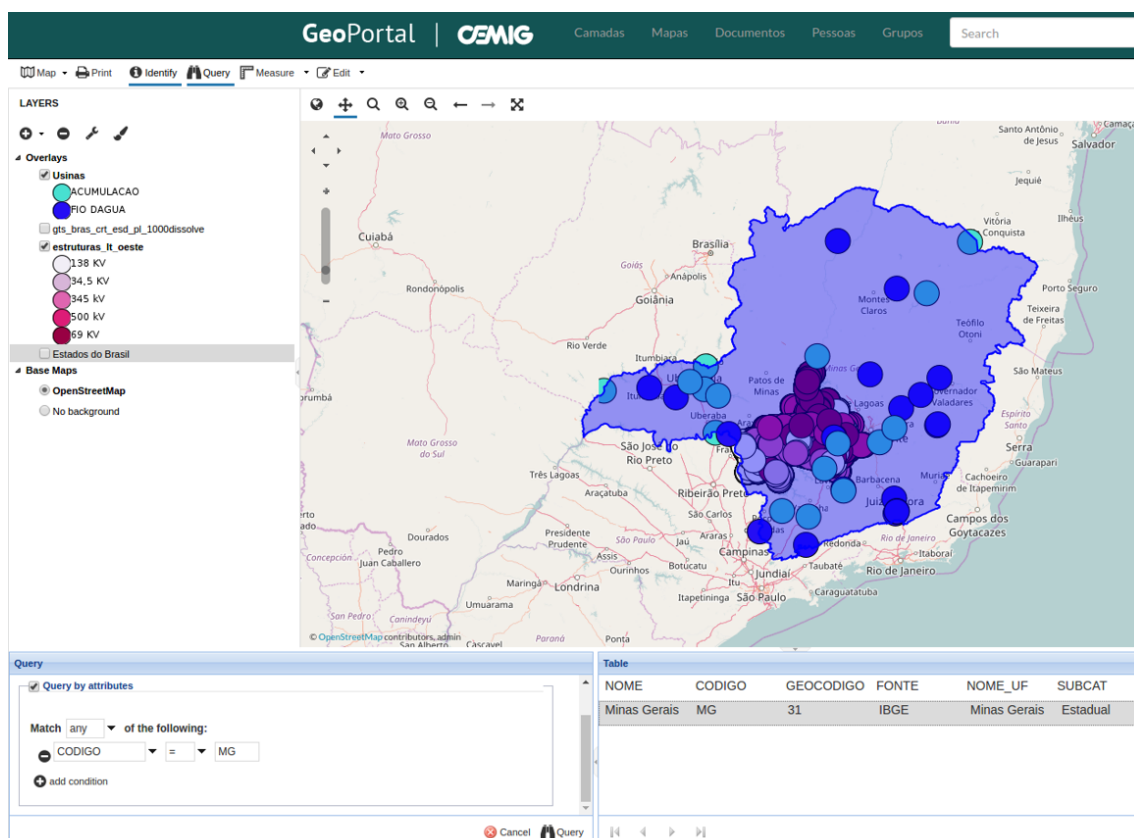 GeoPortal | CEMIG Camadas Mapas Documentos Pessoas Grupos Search
Map Print Identify Query Measure Edit
LAYERS
Overlays
Usinas
ACUMULACAO
FIO DAGUA
gts_bras_crt_esd_pl_1000dissolve
estruturas_lt_oeste
138 KV
34,5 KV
345 kV
500 kV
69 KV
Estados do Brasil
Base Maps
OpenStreetMap
No background
Mato Grosso
Santo Antônio
de Jesus
Salvador
Jequié
Vitória
Conquista
Ilhéus
Cuiabá
Brasília
Goiás
Anápolis
Rondonópolis
Goiânia
Montes
Claros
Porto Seguro
Teixeira
de Freitas
Teófilo
Otoni
Rio Verde
Itumbiara
Patos de
Minas
São Mateus
Valadares
Uberaba
Mato Grosso
do Sul
Espírito
Santo
Serra
Guarapari
São José do
Rio Preto
Três Lagoas
Barbacena
Cachoeiro
de Itapemirim
Araçatuba
Ribeirão Preto
São Carlos
Campos dos
Goytacazes
Dourados
Presidente
Prudente
São Paulo
Jaú
Araras
Rio de Janeiro
Itaboraí
Concepción
Pedro
Juan Caballero
Assis
Ourinhos
Botucatu
Campinas
Jundiaí
Taubaté
Rio de Janeiro
Maringá
Londrina
Itu
Itapetininga
São Paulo
Caraguatatuba
Umuarama
San Pedro
Canindeyú
Paraná
Ponta
© OpenStreetMap contributors, admin
San Alberto
Cascavel
Query
Query by attributes
Match any of the following:
CODIGO = MG
add condition
Cancel Query
Table
NOME CODIGO GEOCODIGO FONTE NOME_UF SUBCAT
Minas Gerais MG 31 IBGE Minas Gerais Estadual